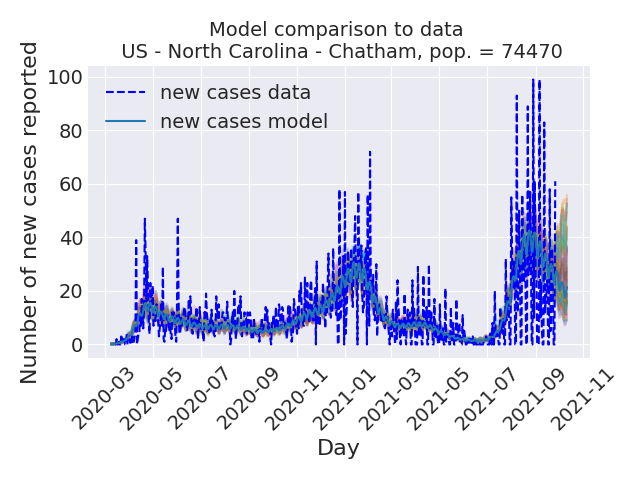 Model comparison to data
US - North Carolina - Chatham, pop. = 74470
Number of new cases reported
100
80
60
40
20
0
new cases data
new cases model
2020-03
2020-05
2020-07
2020-09
2020-11
2021-01
2021-03
2021-05
2021-07
2021-09
2021-11
Day